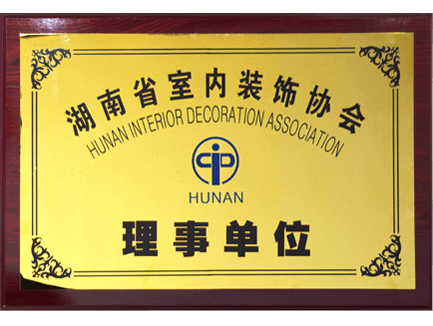 湖南省室内装饰协会
HUNAN INTERIOR DECORATION ASSOCIATION
HUNAN
理事单位